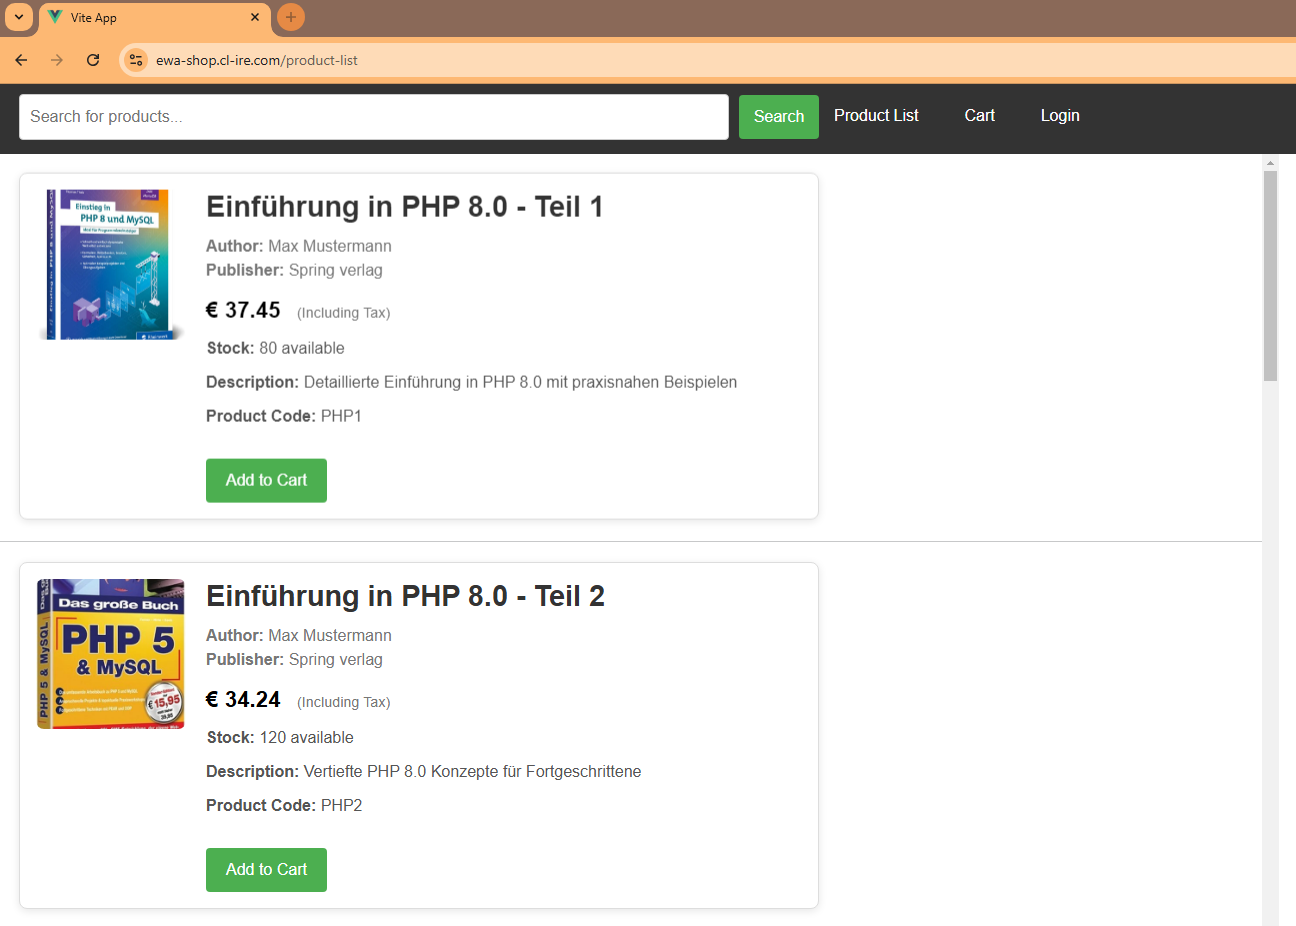 Vite App
ewa-shop.cl-ire.com/product-list
Search for products...
Search
Product List
Cart
Login
Einstieg in
PHP 8 und MySQL
Einführung in PHP 8.0 - Teil 1
Author: Max Mustermann
Publisher: Spring verlag
€ 37.45 (Including Tax)
Stock: 80 available
Description: Detaillierte Einführung in PHP 8.0 mit praxisnahen Beispielen
Product Code: PHP1
Add to Cart
Das große Buch
PHP 5
& MySQL
PHP 5 & MySQL
€ 15,95
Einführung in PHP 8.0 - Teil 2
Author: Max Mustermann
Publisher: Spring verlag
€ 34.24 (Including Tax)
Stock: 120 available
Description: Vertiefte PHP 8.0 Konzepte für Fortgeschrittene
Product Code: PHP2
Add to Cart